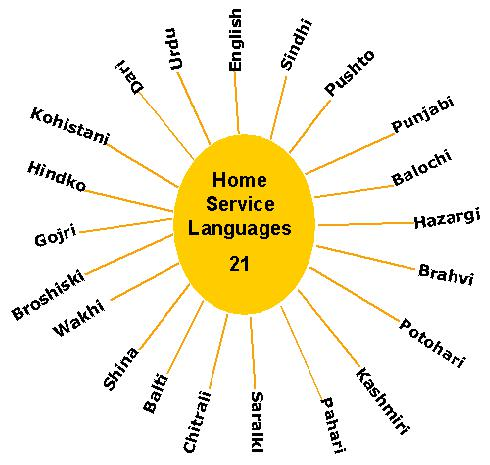 Home
Service
Languages
21
English
Sindhi
Pushto
Punjabi
Balochi
Hazargi
Brahvi
Potohari
Kashmiri
Pahari
Saraiki
Chitrali
Balti
Shina
Wakhi
Broshiski
Gojri
Hindko
Kohistani
Dari
Urdu